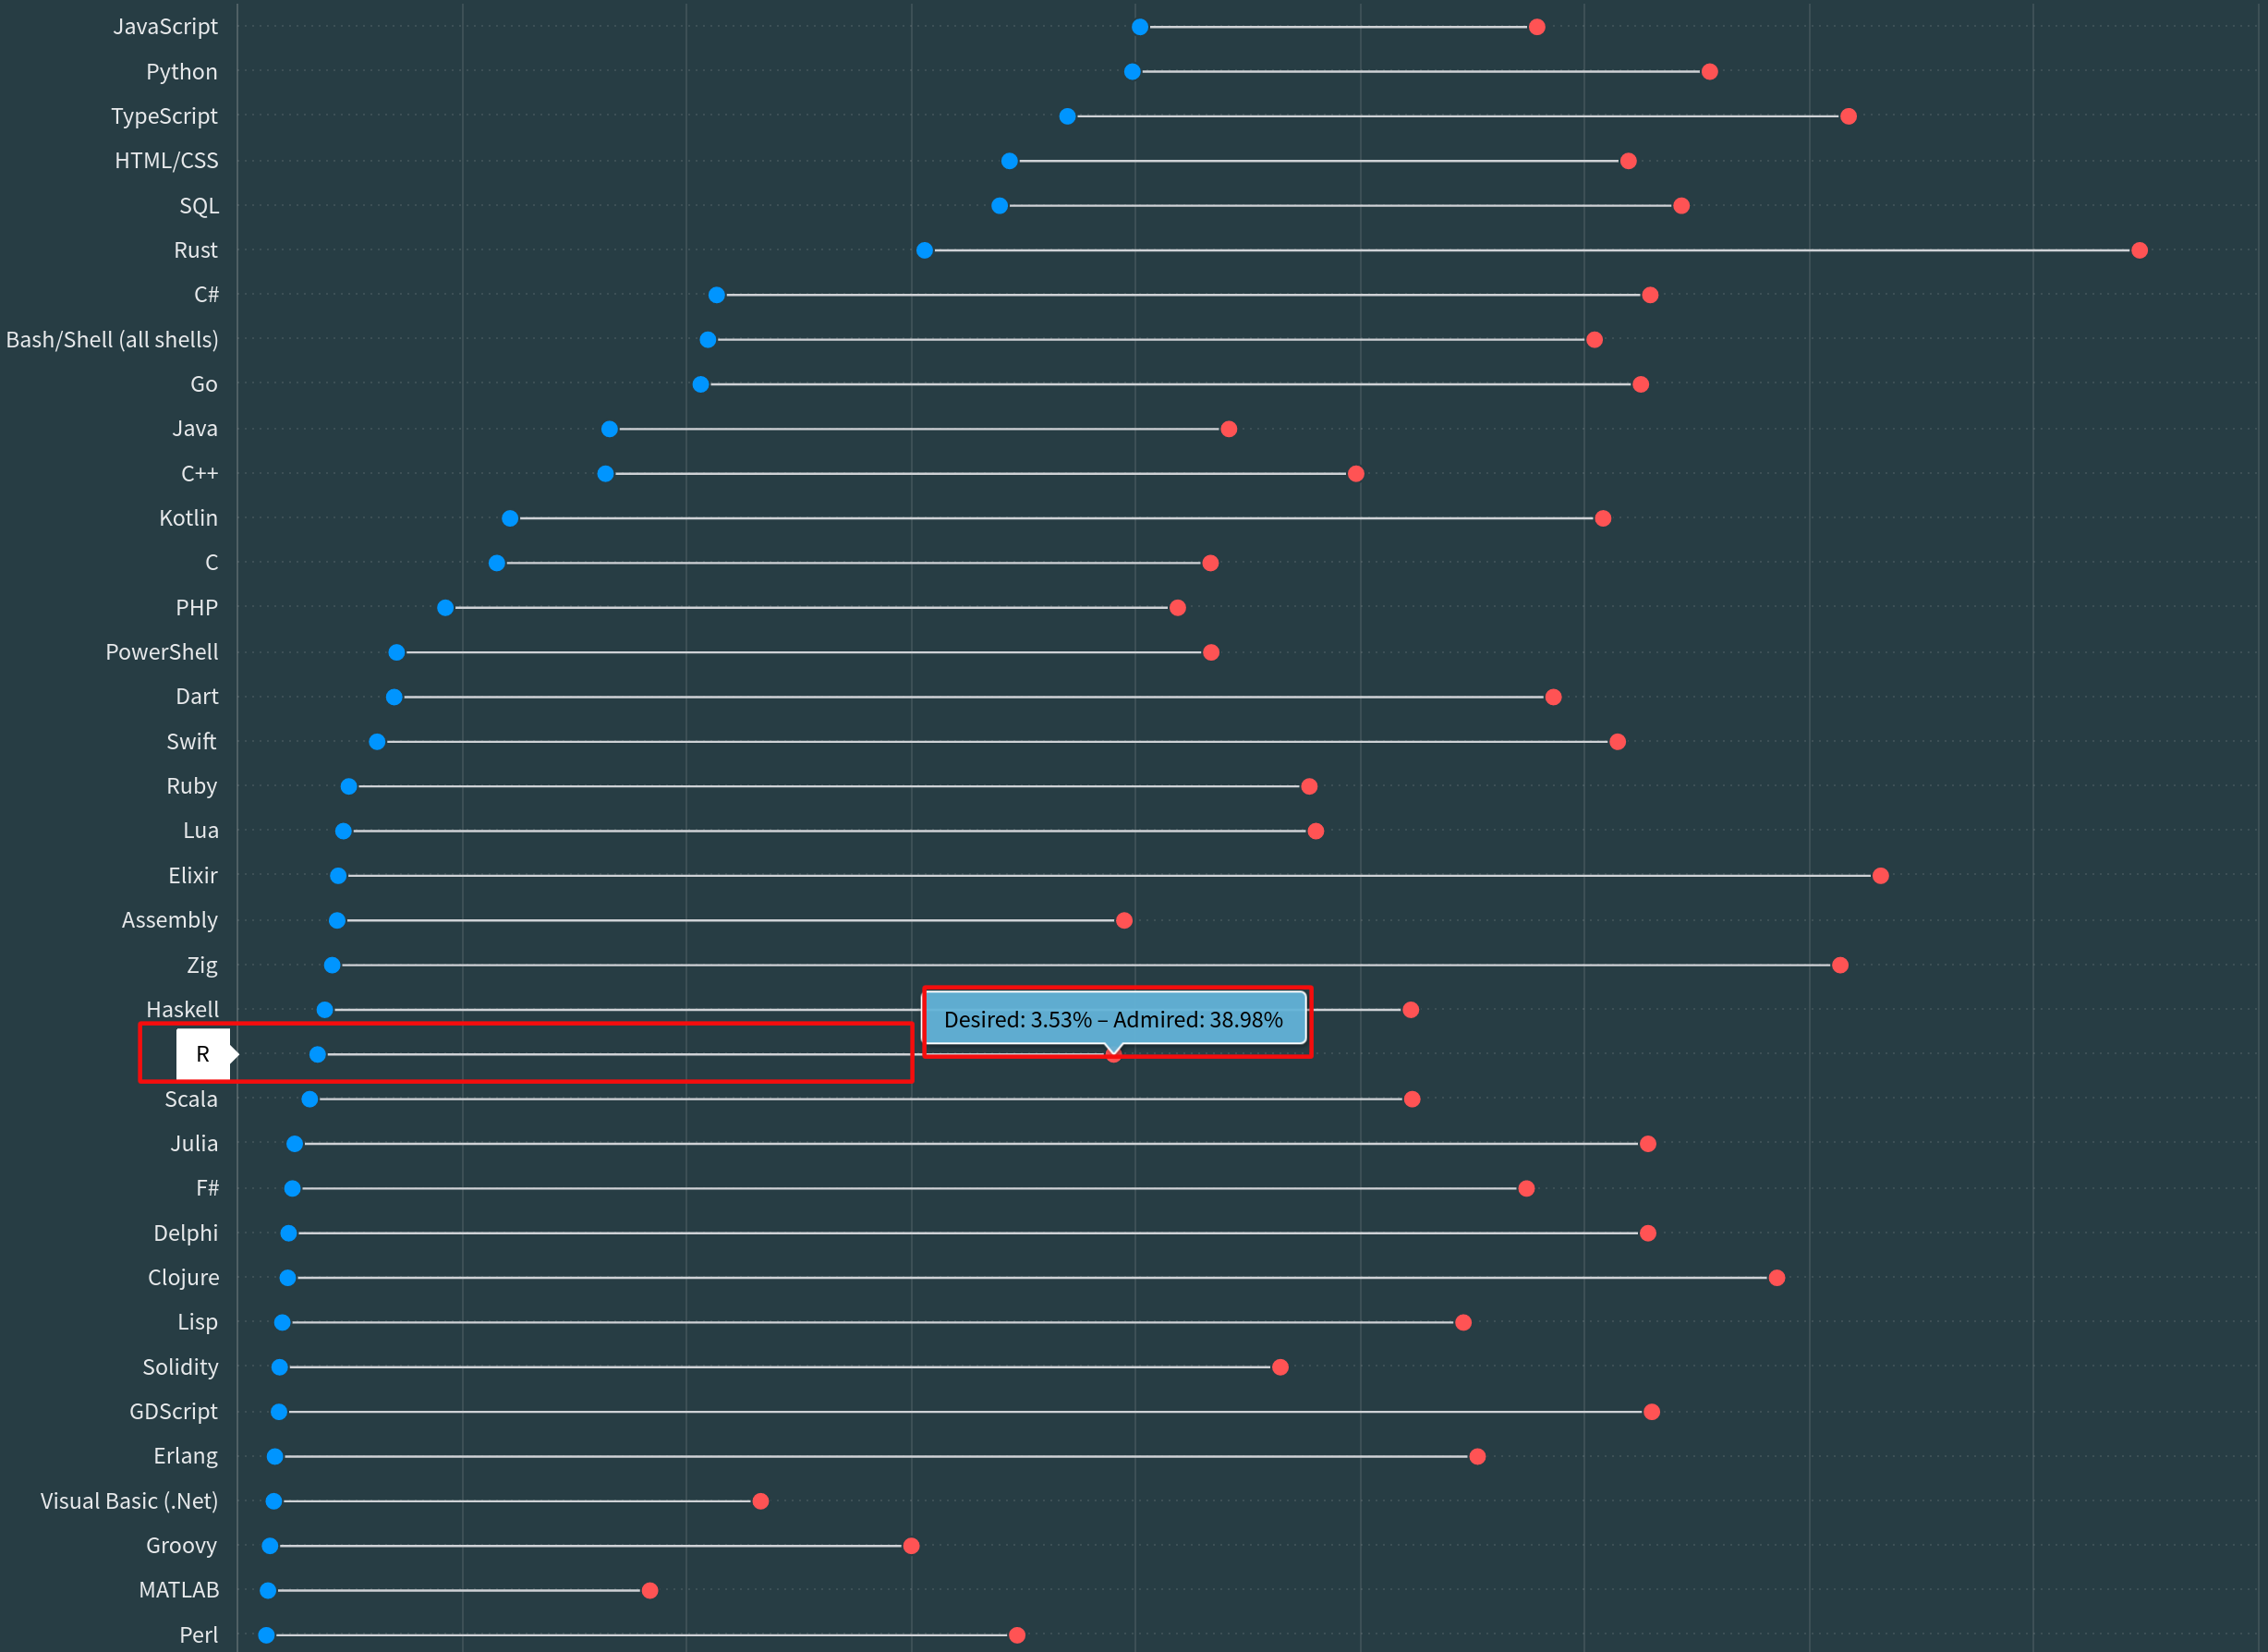 JavaScript
Python
TypeScript
HTML/CSS
SQL
Rust
C#
Bash/Shell (all shells)
Go
Java
C++
Kotlin
C
PHP
PowerShell
Dart
Swift
Ruby
Lua
Elixir
Assembly
Zig
Haskell
Desired: 3.53% – Admired: 38.98%
R
Scala
Julia
F#
Delphi
Clojure
Lisp
Solidity
GDScript
Erlang
Visual Basic (.Net)
Groovy
MATLAB
Perl